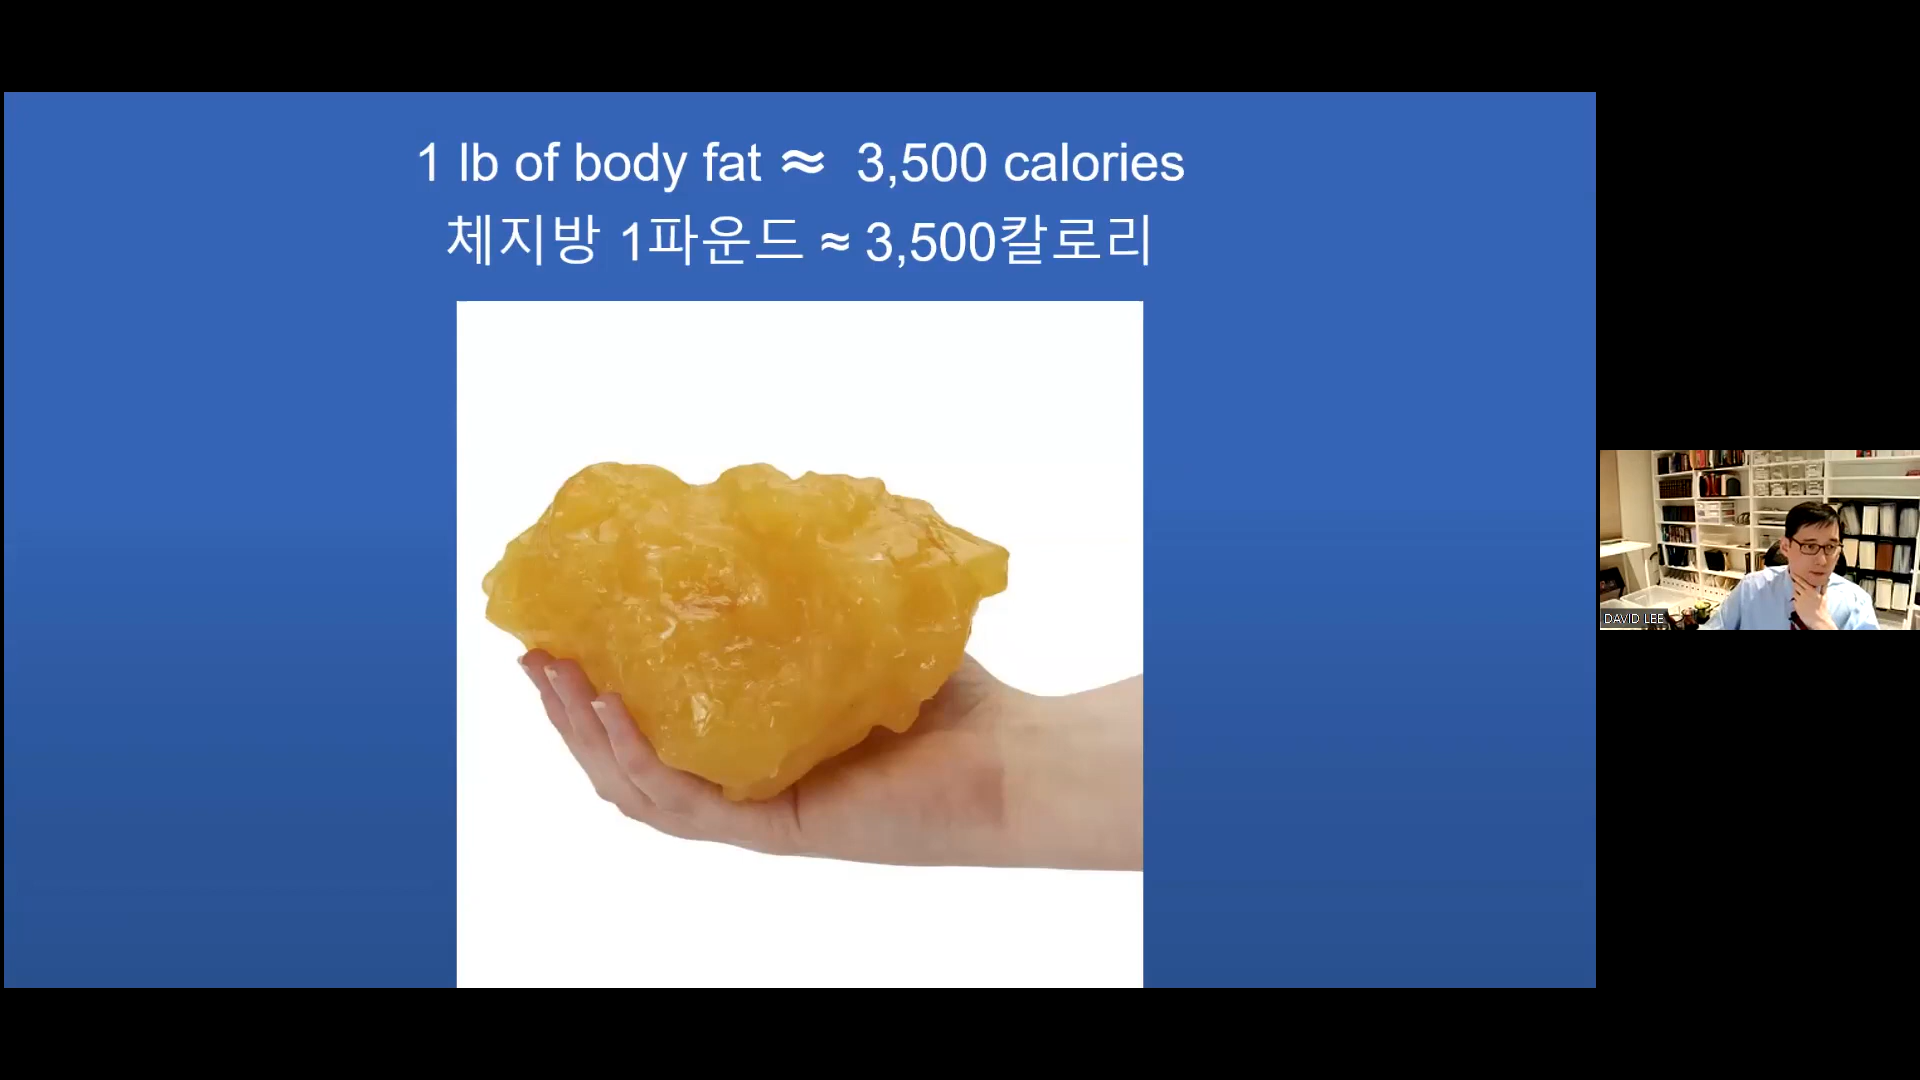 1 lb of body fat ≈ 3,500 calories
체지방 1파운드 ≈ 3,500칼로리
DAVID LEE